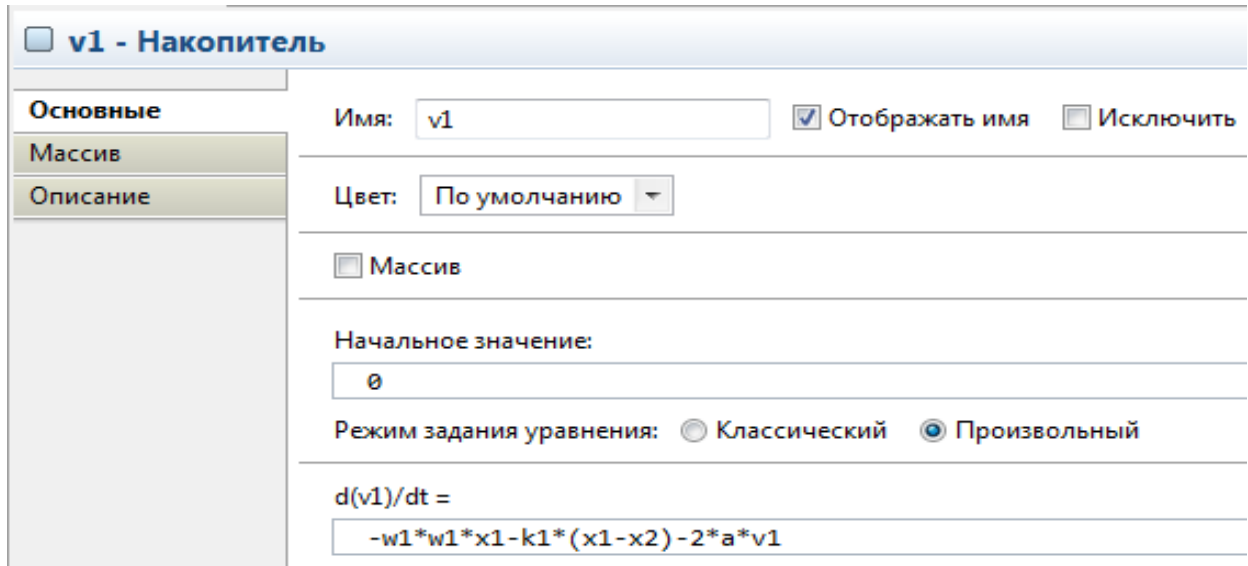 v1 - Накопитель
Основные
Массив
Описание
Имя: v1 Отображать имя Исключить
Цвет: По умолчанию
Массив
Начальное значение:
0
Режим задания уравнения: Классический Произвольный
d(v1)/dt =
-w1*w1*x1-k1*(x1-x2)-2*a*v1